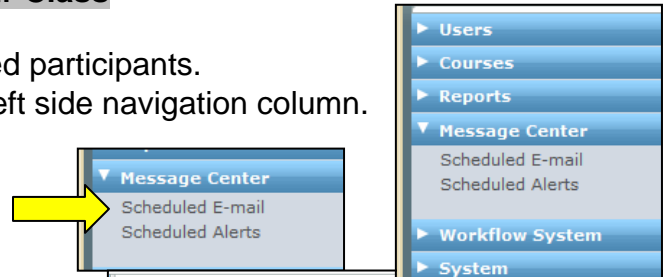 Class
ed participants.
eft side navigation column.
Message Center
Scheduled E-mail
Scheduled Alerts
Users
Courses
Reports
Message Center
Scheduled E-mail
Scheduled Alerts
Workflow System
System